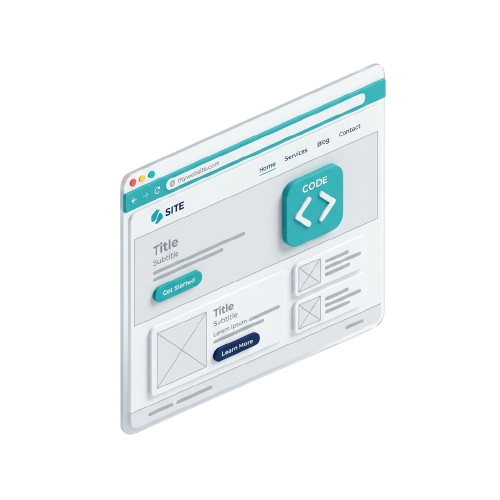 mywebsite.com
Home Services Blog Contact
SITE
CODE
Title
Subtitle
Get Started
Title
Subtitle
Lorem ipsum
Learn More